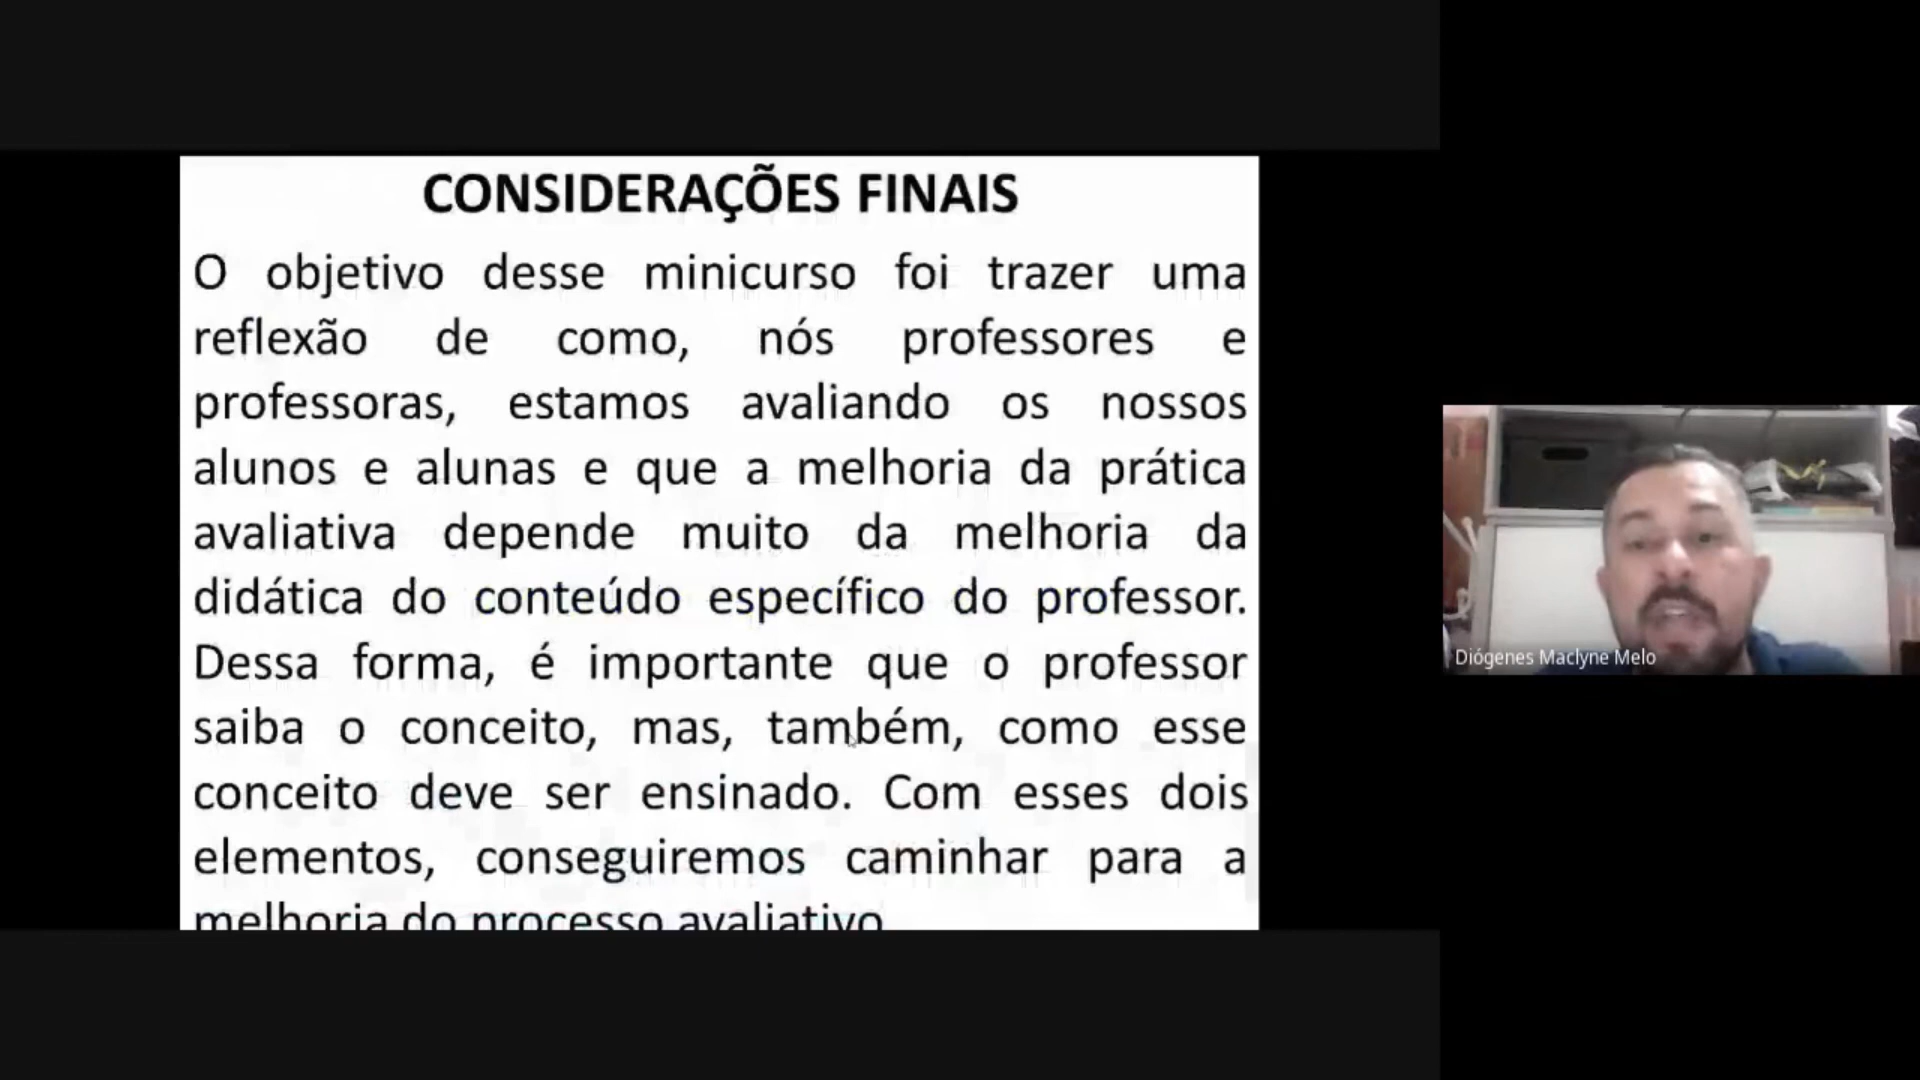 CONSIDERAÇÕES FINAIS
O objetivo desse minicurso foi trazer uma
reflexão de como, nós professores e
professoras, estamos avaliando os nossos
alunos e alunas e que a melhoria da prática
avaliativa depende muito da melhoria da
didática do conteúdo específico do professor.
Dessa forma, é importante que o professor
saiba o conceito, mas, também, como esse
conceito deve ser ensinado. Com esses dois
elementos, conseguiremos caminhar para a
melhoria do processo avaliativo
Diógenes Maclyne Melo